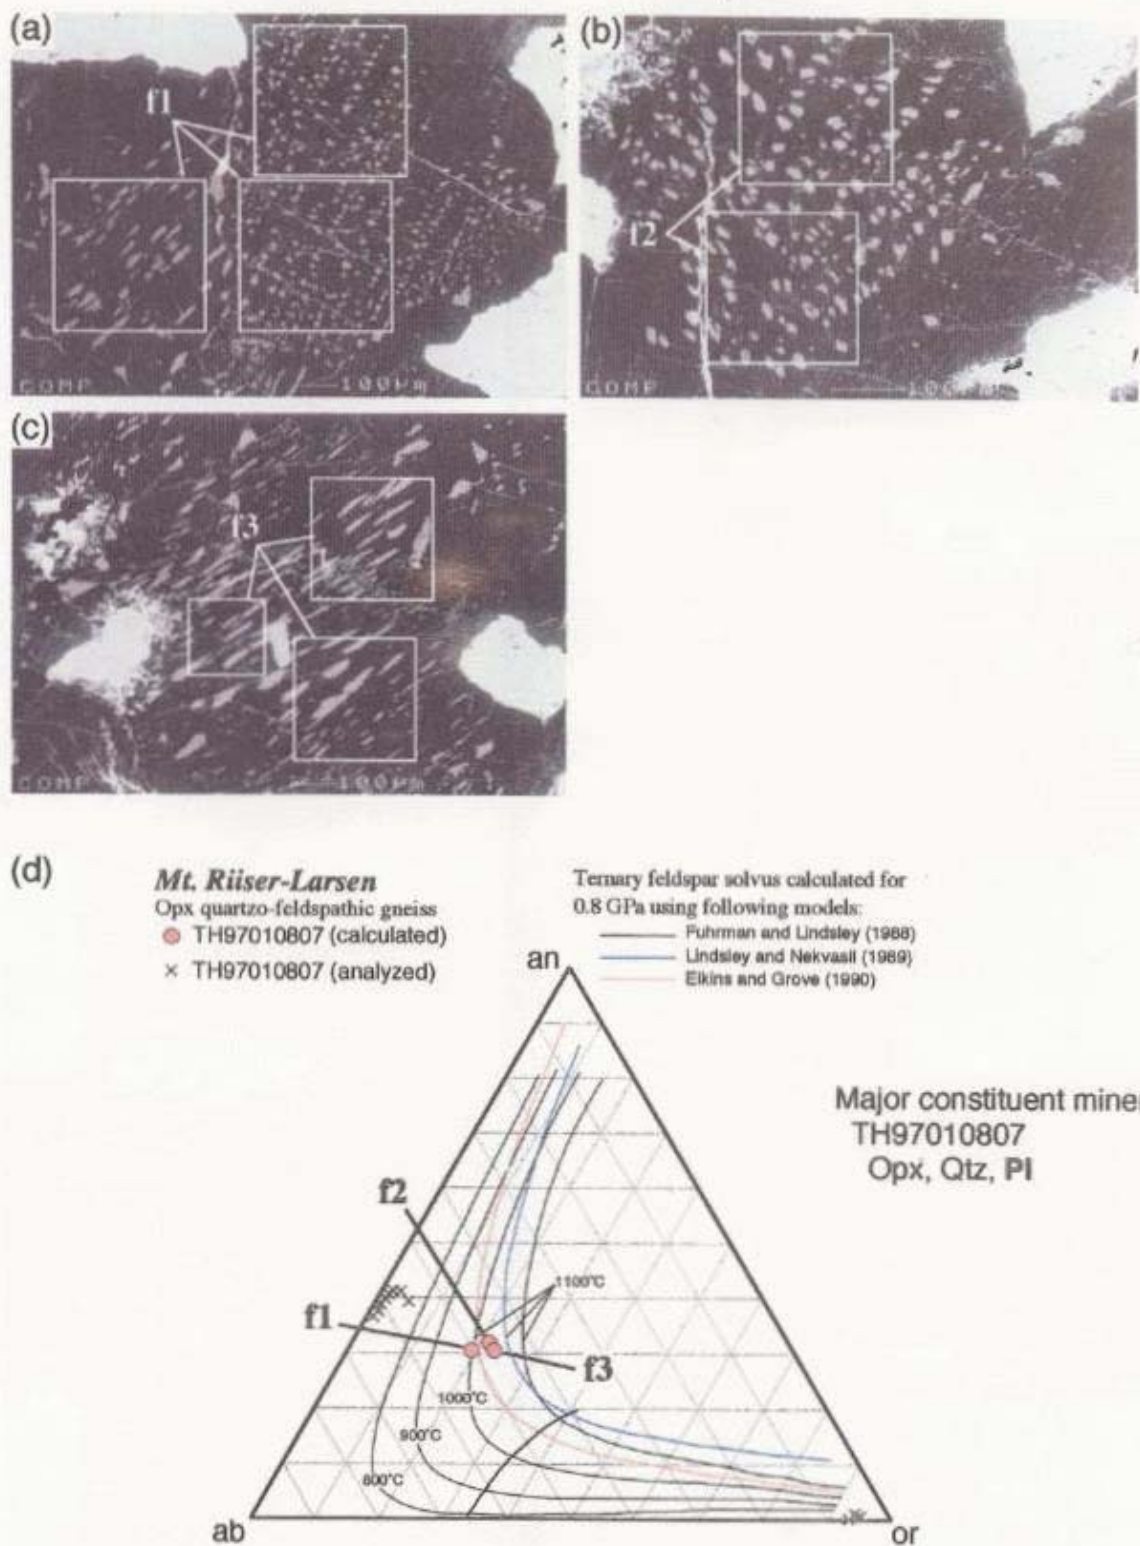 (a)
f1
COMP
100μm
(b)
f2
COMP
100μm
(c)
f3
COMP
100μm
(d)
Mt. Riiser-Larsen
Opx quartzo-feldspathic gneiss
TH97010807 (calculated)
× TH97010807 (analyzed)
Ternary feldspar solvus calculated for
0.8 GPa using following models:
Fuhrman and Lindsley (1988)
Lindsley and Nekvasil (1989)
Elkins and Grove (1990)
an
Major constituent miner
TH97010807
Opx, Qtz, Pl
f2
1100°C
f1
f3
1000°C
900°C
800°C
ab
or